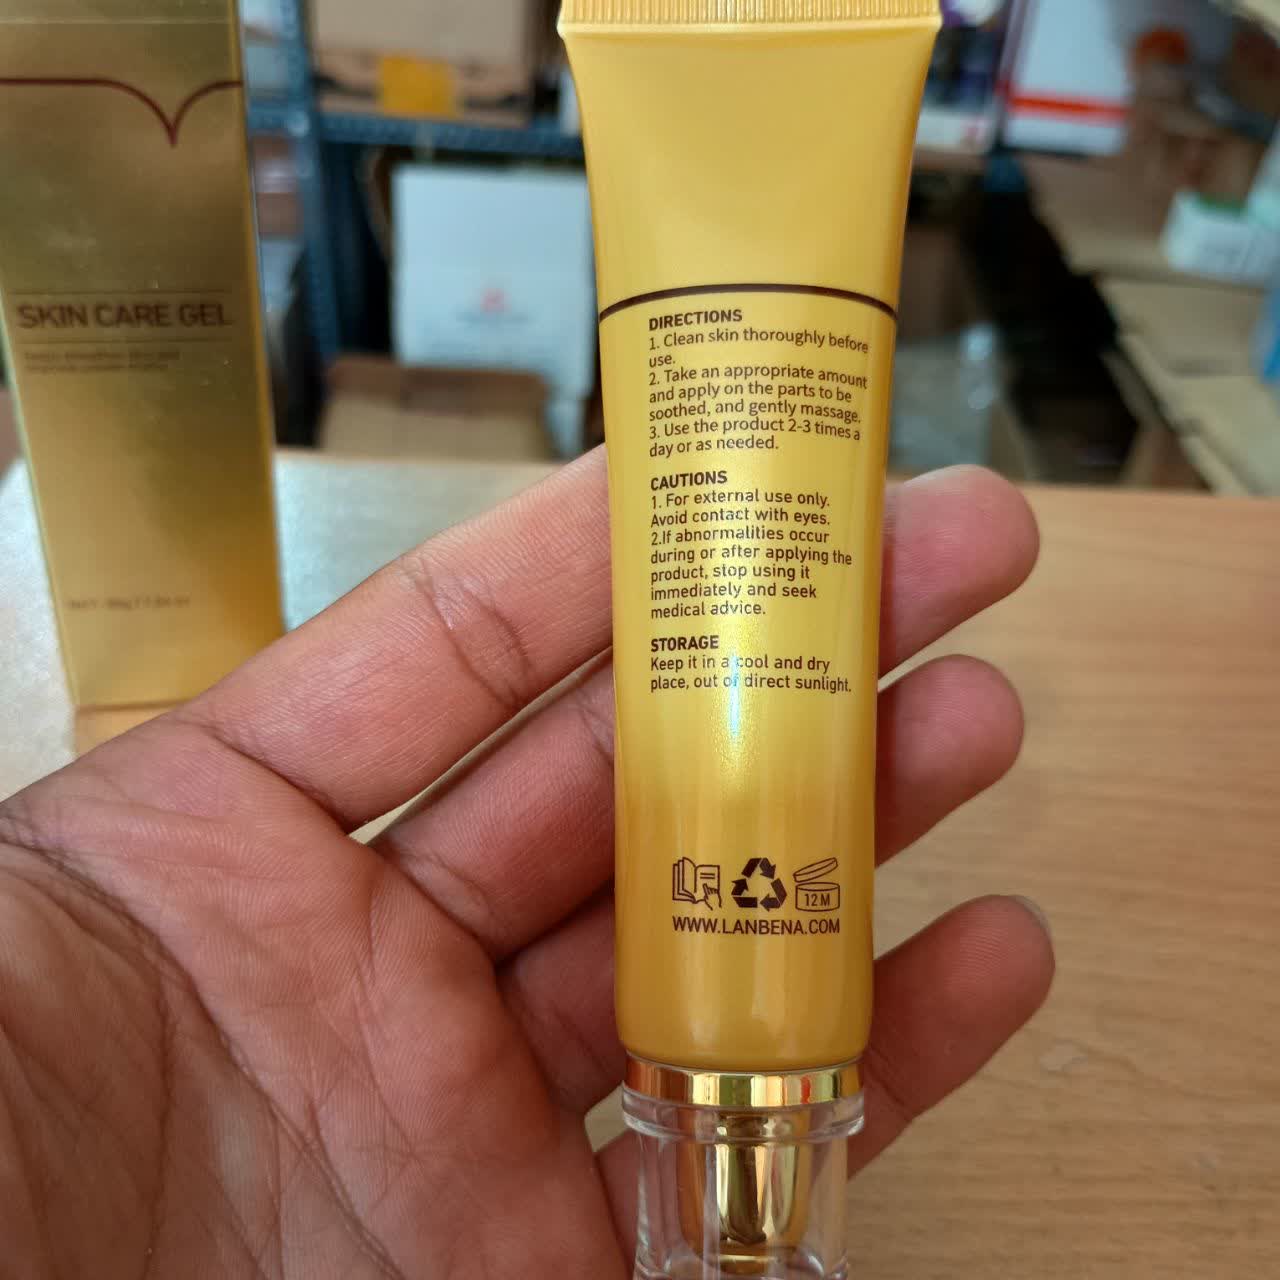 SKIN CARE GEL
DIRECTIONS
1. Clean skin thoroughly before
use.
2. Take an appropriate amount
and apply on the parts to be
soothed, and gently massage.
3. Use the product 2-3 times a
day or as needed.
CAUTIONS
1. For external use only.
Avoid contact with eyes.
2.If abnormalities occur
during or after applying the
product, stop using it
immediately and seek
medical advice.
STORAGE
Keep it in a cool and dry
place, out of direct sunlight.
12 M
WWW.LANBENA.COM